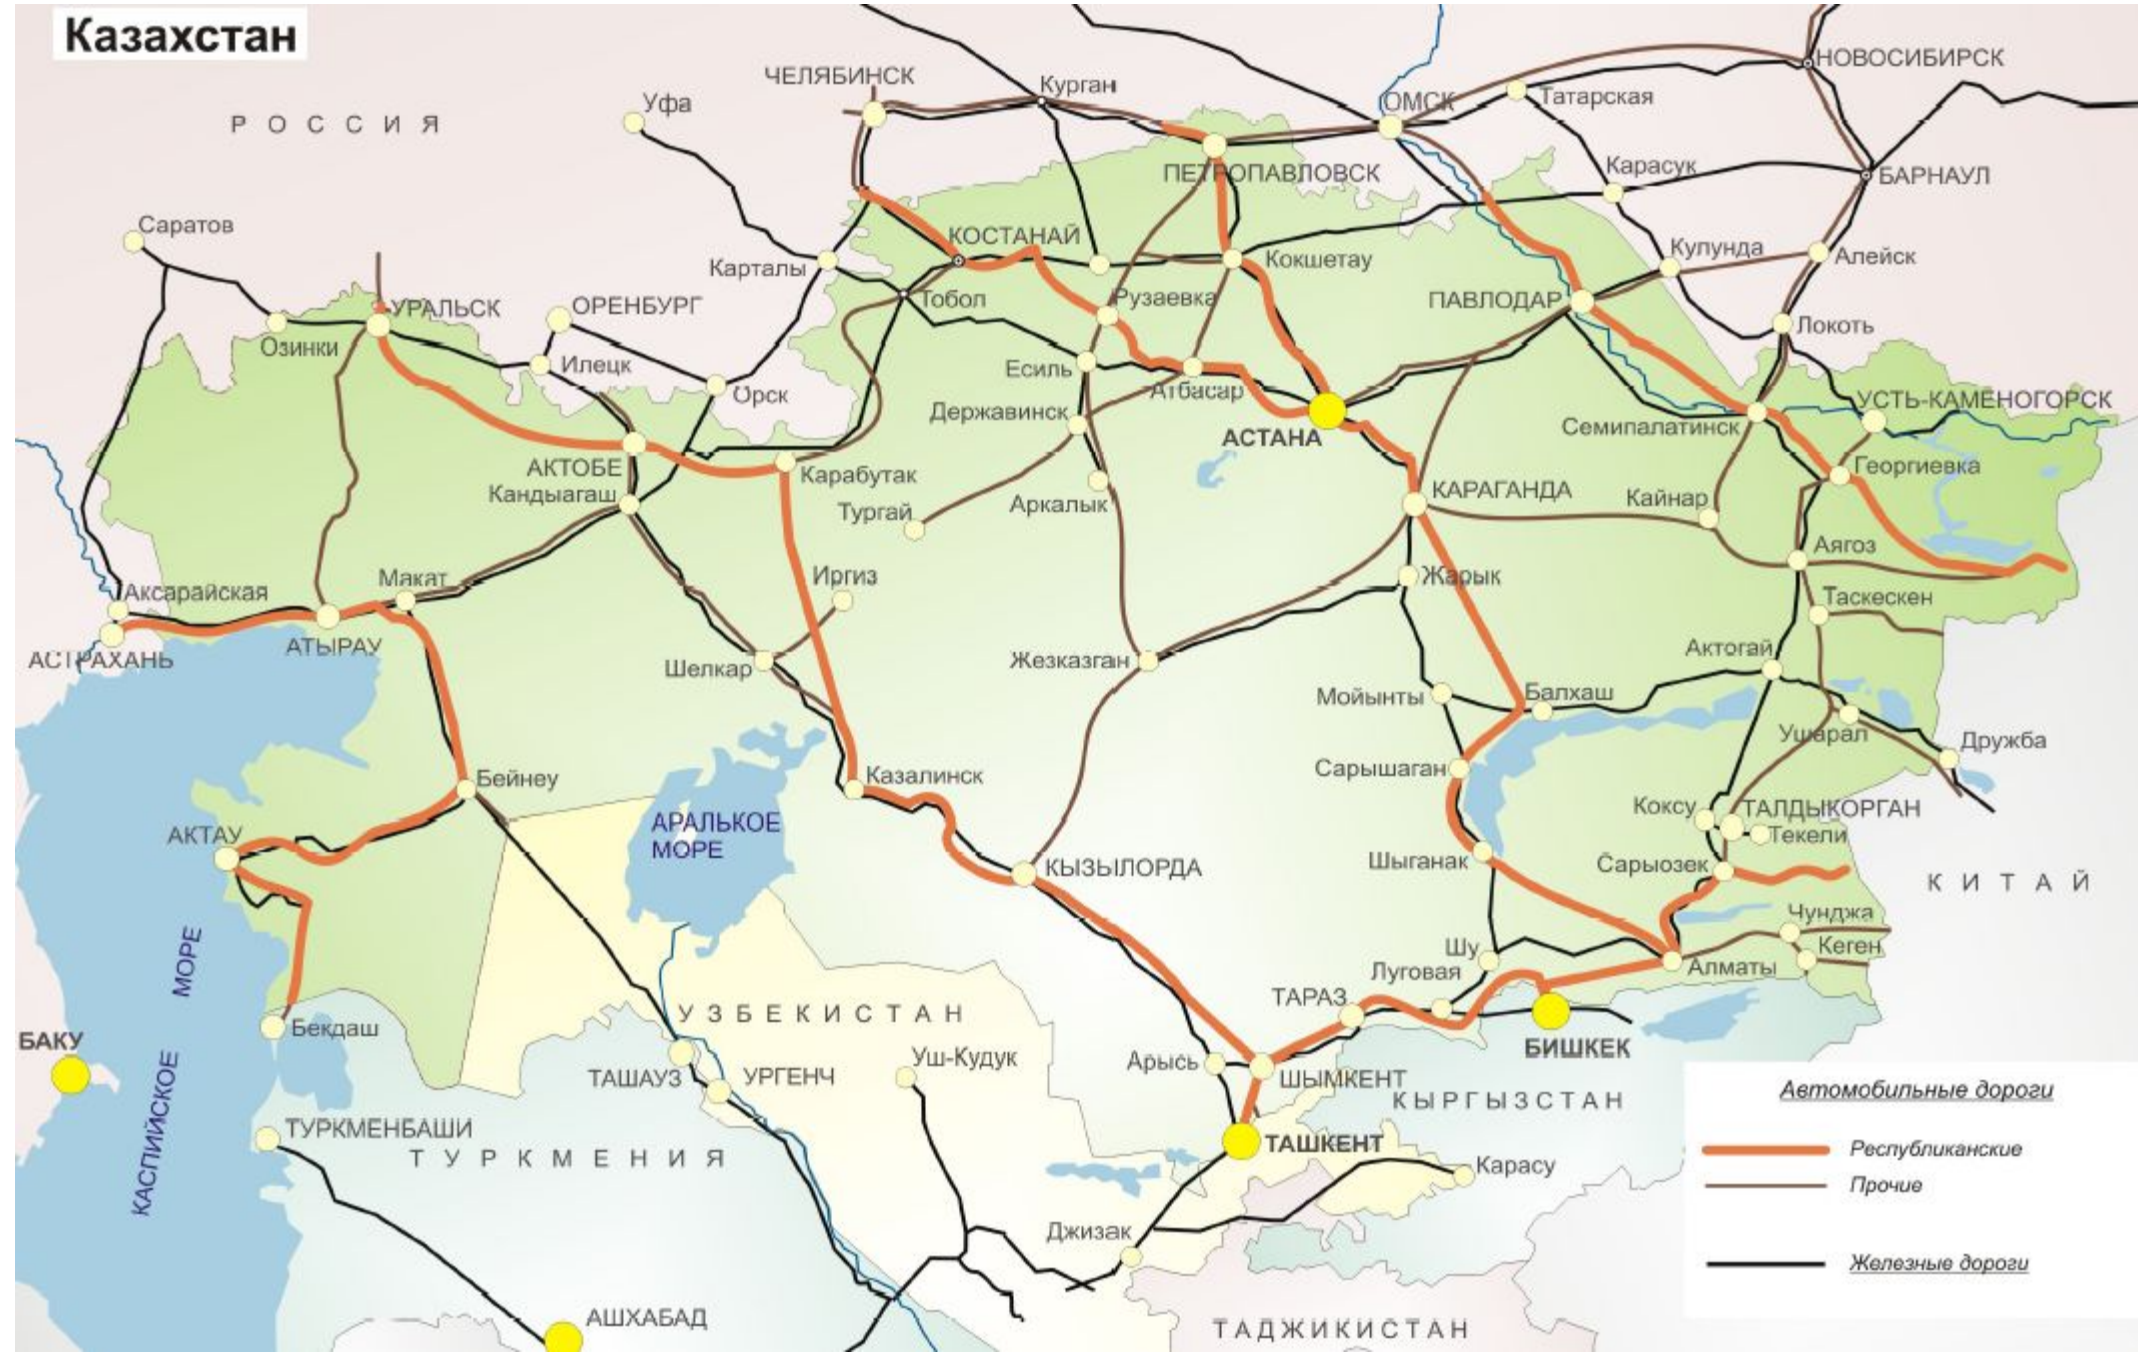 Казахстан
РОССИЯ
Уфа
ЧЕЛЯБИНСК
Курган
ОМСК
Татарская
НОВОСИБИРСК
ПЕТРОПАВЛОВСК
Карасук
БАРНАУЛ
Саратов
КОСТАНАЙ
Карталы
Кокшетау
Кулунда
Алейск
УРАЛЬСК
ОРЕНБУРГ
Тобол
Рузаевка
ПАВЛОДАР
Локоть
Озинки
Илецк
Орск
Есиль
Атбасар
Державинск
АСТАНА
Семипалатинск
УСТЬ-КАМЕНОГОРСК
АКТОБЕ
Карабутак
Кандыагаш
Тургай
Аркалык
КАРАГАНДА
Кайнар
Георгиевка
Аягоз
Аксарайская
Макат
Иргиз
Жарык
Таскескен
АСТРАХАНЬ
АТЫРАУ
Шелкар
Жезказган
Актогай
Мойынты
Балхаш
Ушарал
Дружба
Бейнеу
Казалинск
Сарышаган
АКТАУ
АРАЛЬКОЕ
МОРЕ
Коксу
ТАЛДЫКОРГАН
Текели
КЫЗЫЛОРДА
Шыганак
Сарыозек
КИТАЙ
Чунджа
Кеген
Шу
Луговая
Алматы
ТАРАЗ
КАСПИЙСКОЕ МОРЕ
БАКУ
Бекдаш
УЗБЕКИСТАН
БИШКЕК
Уш-Кудук
Арысь
ТАШАУЗ
УРГЕНЧ
ШЫМКЕНТ
КЫРГЫЗСТАН
ТУРКМЕНБАШИ
ТУРКМЕНИЯ
ТАШКЕНТ
Карасу
Джизак
АШХАБАД
ТАДЖИКИСТАН
Автомобильные дороги
Республиканские
Прочие
Железные дороги